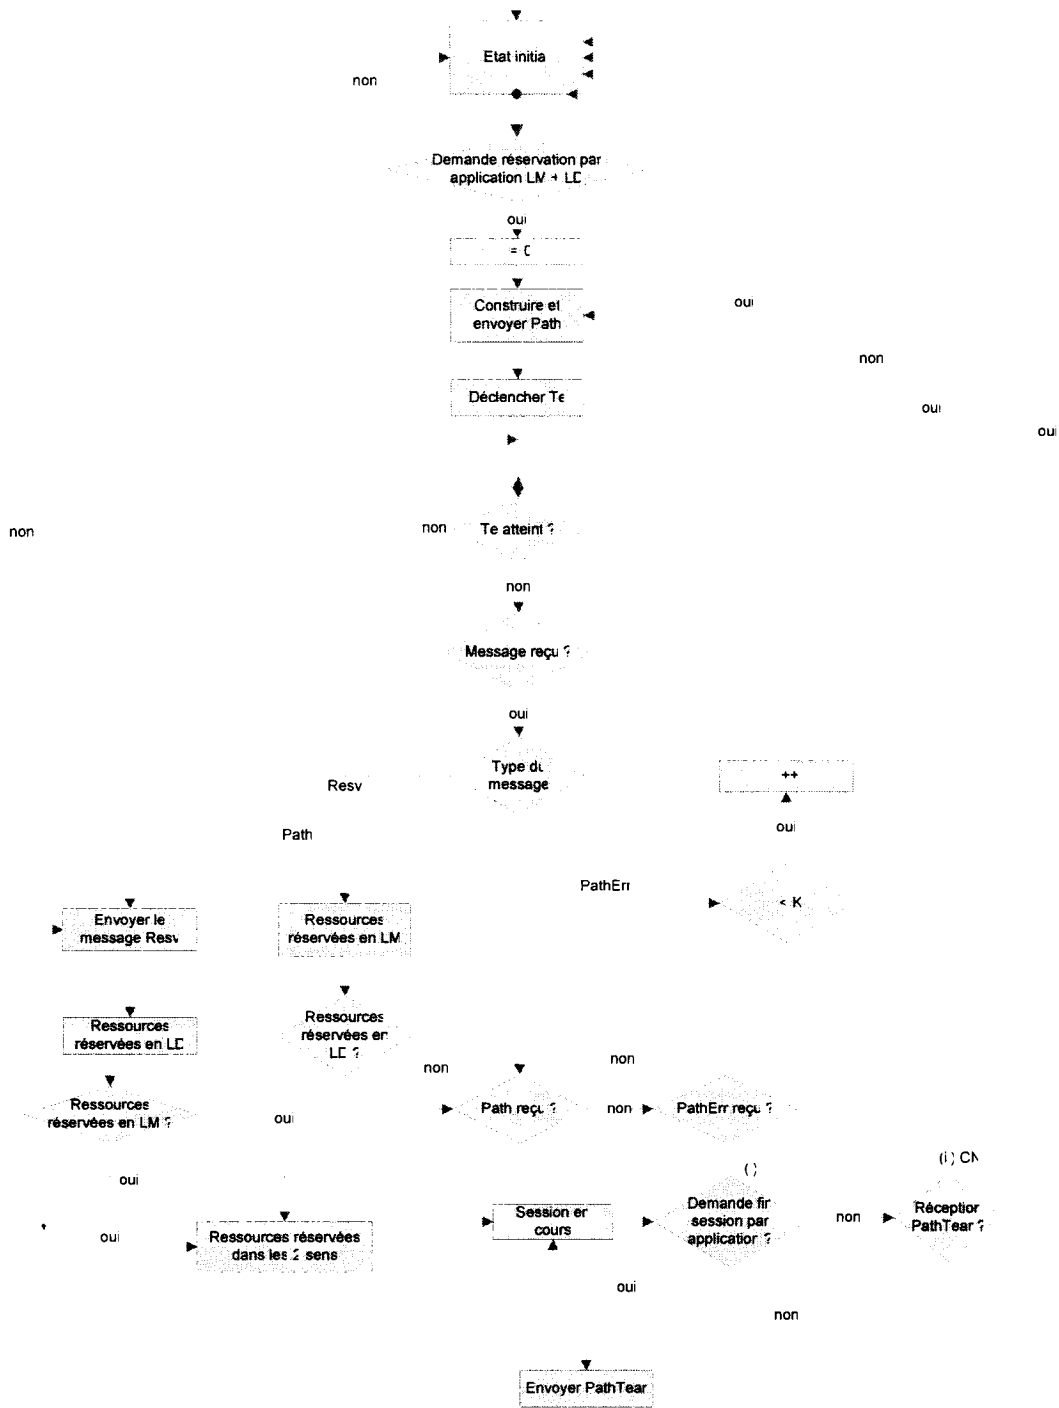 Etat initia
non
Demande réservation par
application LM + LD
oui
= 0
Construire et
envoyer Path
oui
non
Déclencher Te
oui
oui
non
non
Te atteint ?
non
Message reçu ?
oui
Type du
message
Resv
++
oui
Path
PathErr
< K
Envoyer le
message Resv
Ressources
réservées en LM
Ressources
réservées en LD
Ressources
réservées en
LD ?
non
non
Ressources
réservées en LM ?
oui
Path reçu ?
non
PathErr reçu ?
( )
(i) CN
oui
oui
Ressources réservées
dans les 2 sens
Session en
cours
Demande fin
session par
application ?
non
Réception
PathTear ?
oui
non
Envoyer PathTear